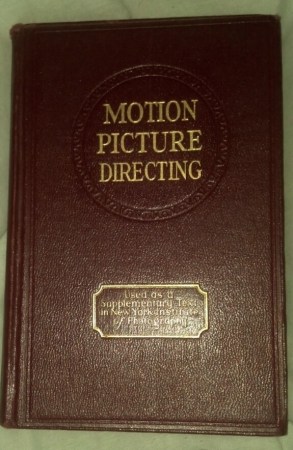 MOTION
PICTURE
DIRECTING
Used as a
Supplementary Text
in New York Institute
of Photography